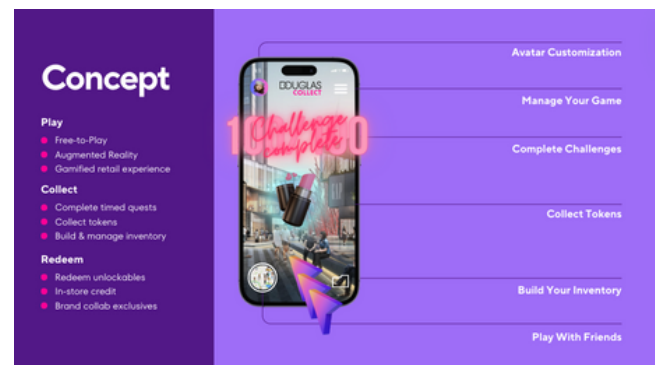 Concept
Play
Free-to-Play
Augmented Reality
Gamified retail experience
Collect
Complete timed quests
Collect tokens
Build & manage inventory
Redeem
Redeem unlockables
In-store credit
Brand collab exclusives
DOUGLAS
COLLECT
Challenge
complete
Avatar Customization
Manage Your Game
Complete Challenges
Collect Tokens
Build Your Inventory
Play With Friends